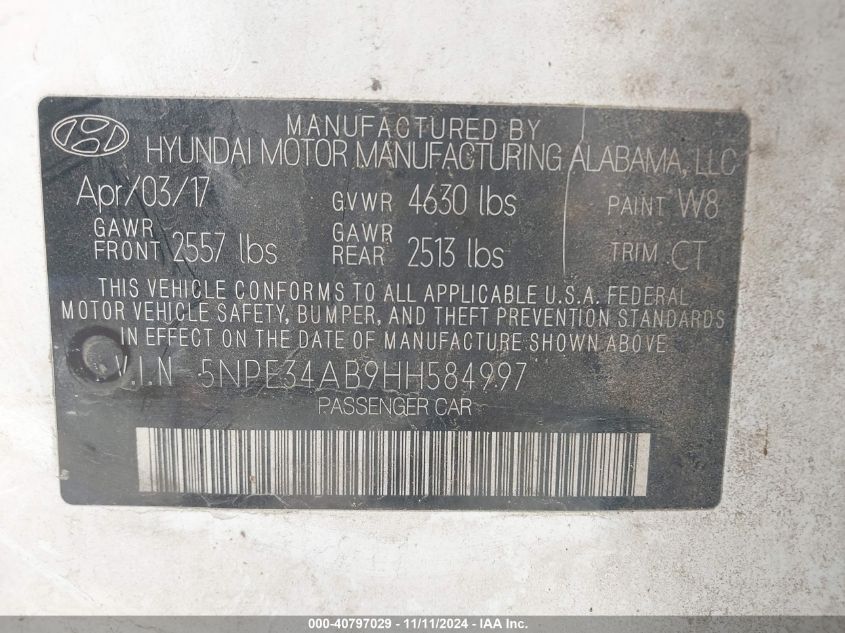 MANUFACTURED BY
HYUNDAI MOTOR MANUFACTURING ALABAMA, LLC
Apr/03/17 GVWR 4630 lbs PAINT W8
GAWR FRONT 2557 lbs GAWR REAR 2513 lbs TRIM CT
THIS VEHICLE CONFORMS TO ALL APPLICABLE U.S.A. FEDERAL
MOTOR VEHICLE SAFETY, BUMPER, AND THEFT PREVENTION STANDARDS
IN EFFECT ON THE DATE OF MANUFACTURE SHOWN ABOVE.
V.I.N 5NPE34AB9HH584997
PASSENGER CAR
000-40797029 - 11/11/2024 - IAA, Inc.